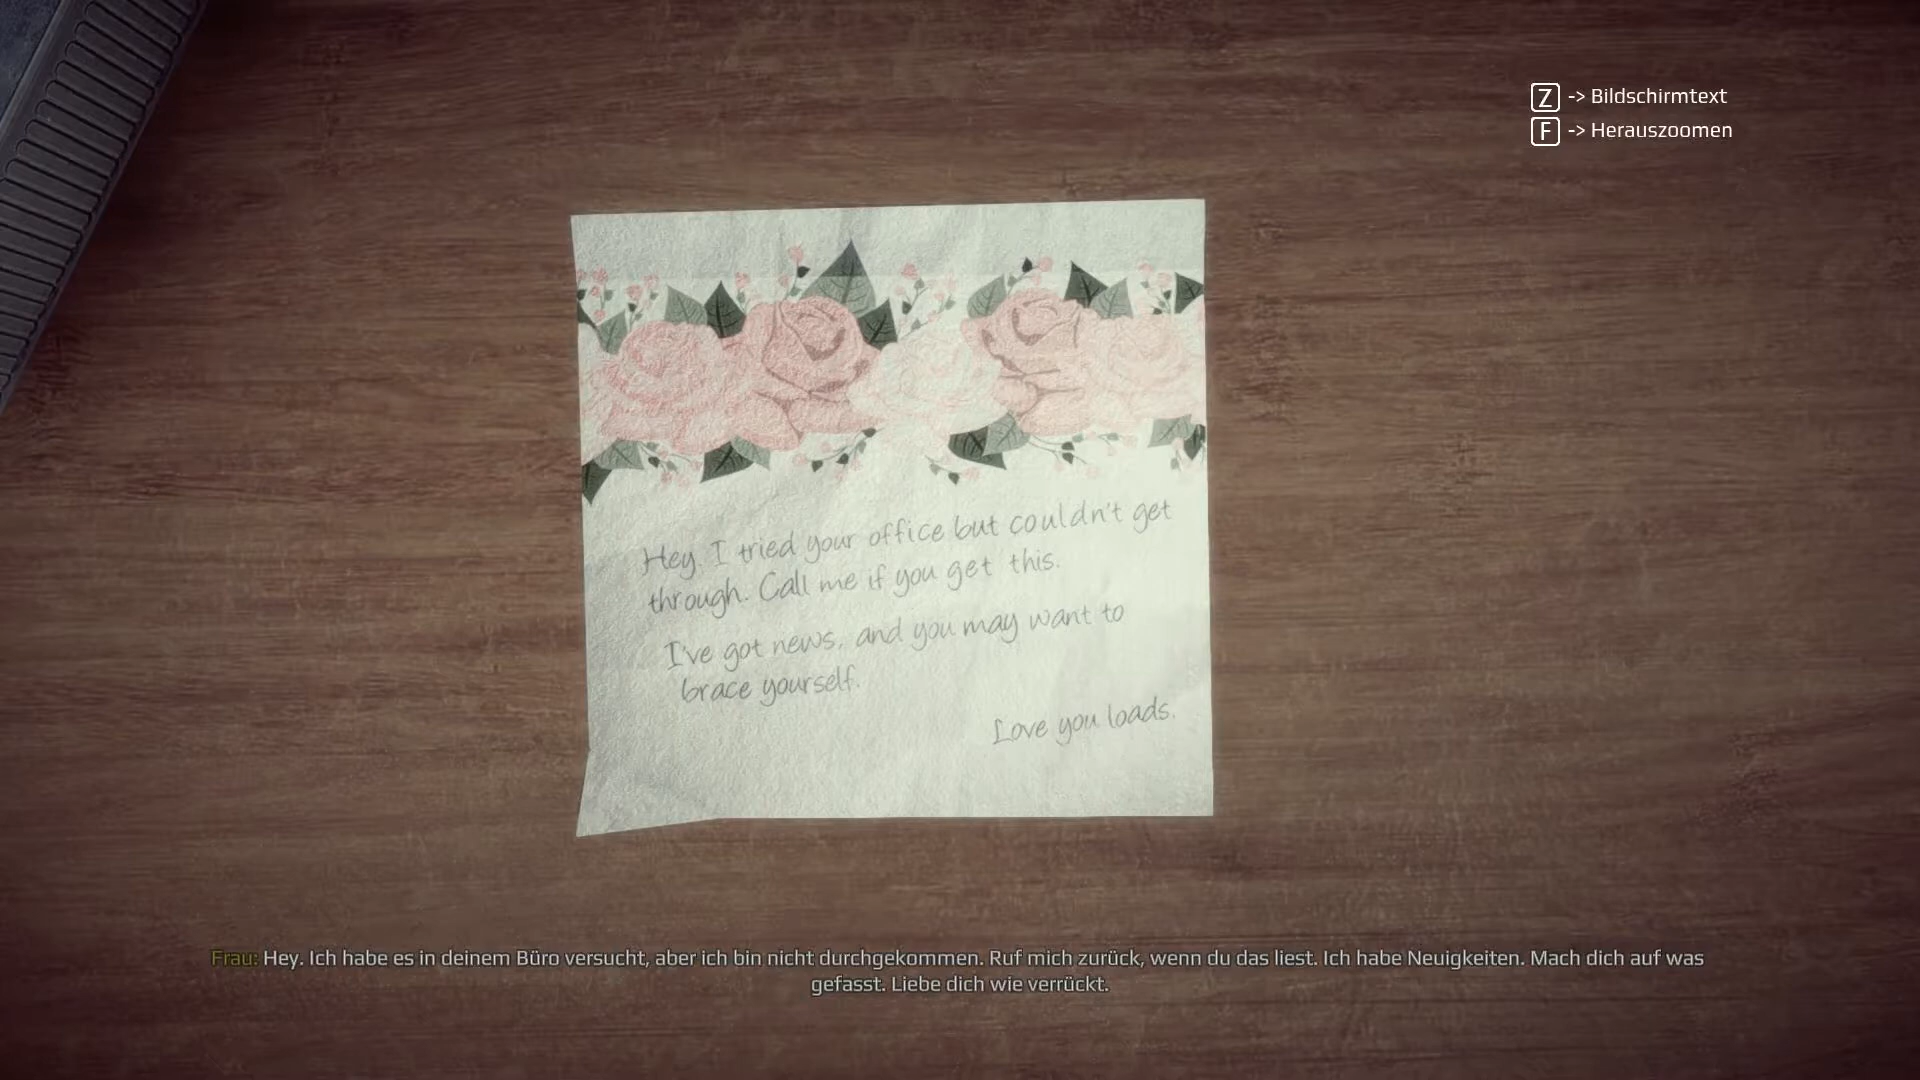 Z -> Bildschirmtext
F -> Herauszoomen
Hey. I tried your office but couldn't get
through. Call me if you get this.
I've got news, and you may want to
brace yourself.
Love you loads.
Frau: Hey. Ich habe es in deinem Büro versucht, aber ich bin nicht durchgekommen. Ruf mich zurück, wenn du das liest. Ich habe Neuigkeiten. Mach dich auf was
gefasst. Liebe dich wie verrückt.